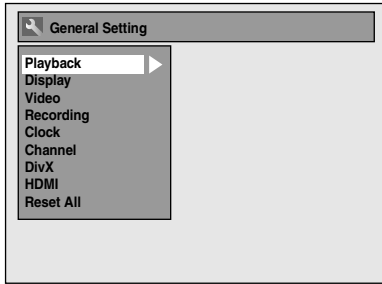 General Setting
Playback
Display
Video
Recording
Clock
Channel
DivX
HDMI
Reset All